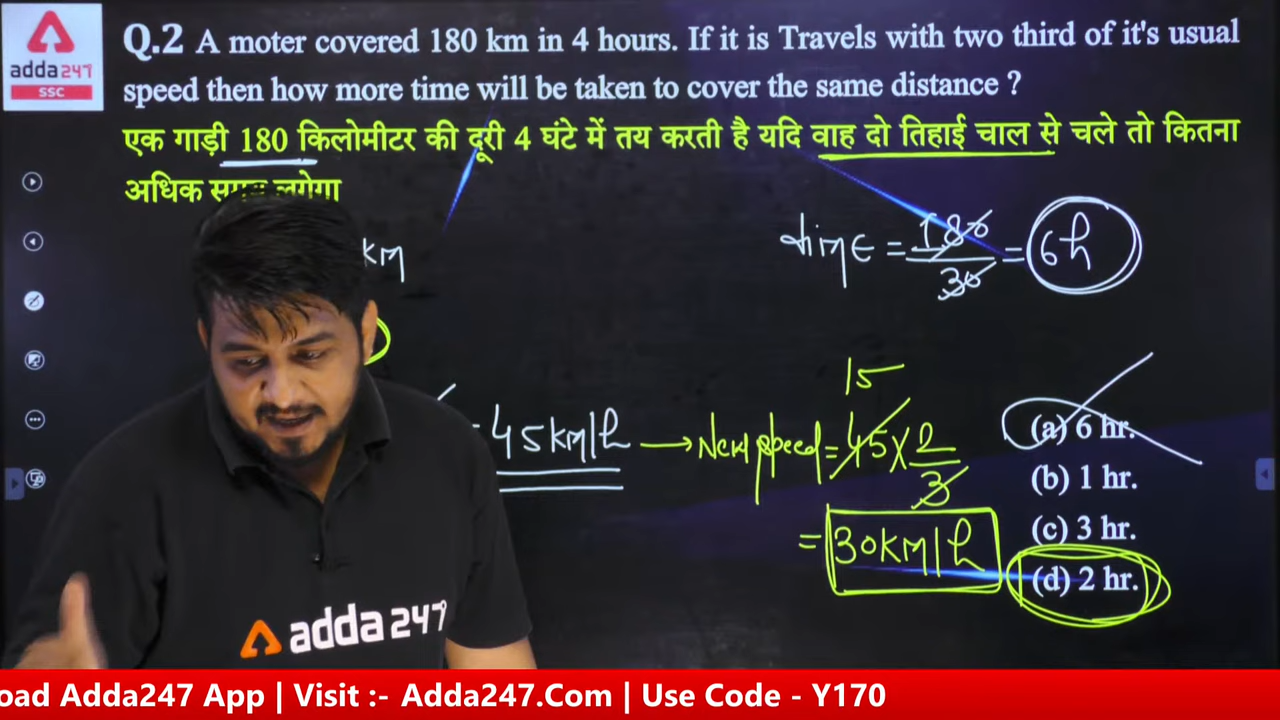 adda247
SSC
Q.2 A moter covered 180 km in 4 hours. If it is Travels with two third of it's usual
speed then how more time will be taken to cover the same distance ?
एक गाड़ी 180 किलोमीटर की दूरी 4 घंटे में तय करती है यदि वाह दो तिहाई चाल से चले तो कितना
अधिक समय लगेगा
km
time = 180/30 = 6h
15
= 45km/h → New speed = 45 × 2/3
= 30km/h
(a) 6 hr.
(b) 1 hr.
(c) 3 hr.
(d) 2 hr.
adda247
oad Adda247 App | Visit :- Adda247.Com | Use Code - Y170